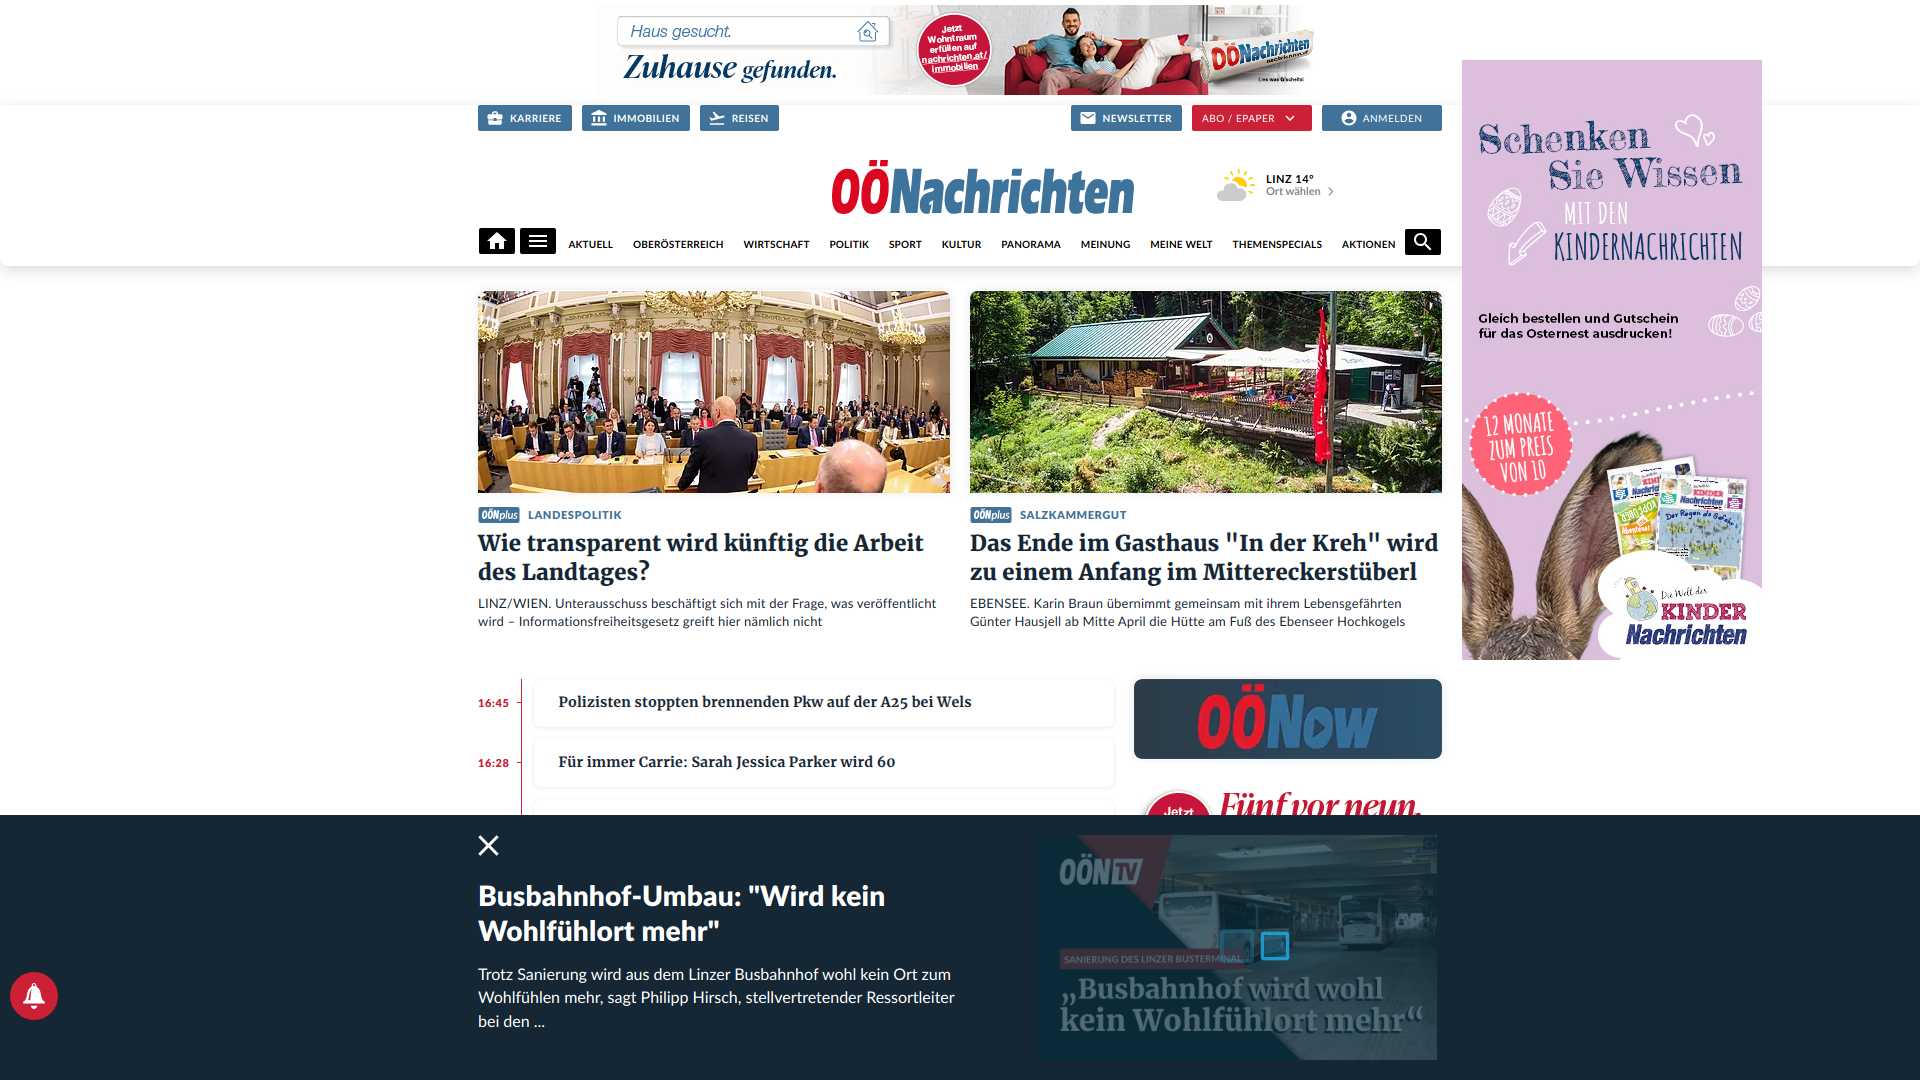 Haus gesucht.
Zuhause gefunden.
Jetzt
Wohntraum
erfüllen auf
nachrichten.at/
immobilien
OÖNachrichten
Lies was G'scheits!
KARRIERE
IMMOBILIEN
REISEN
NEWSLETTER
ABO / EPAPER
ANMELDEN
OÖNachrichten
LINZ 14°
Ort wählen
AKTUELL
OBERÖSTERREICH
WIRTSCHAFT
POLITIK
SPORT
KULTUR
PANORAMA
MEINUNG
MEINE WELT
THEMENSPECIALS
AKTIONEN
Schenken
Sie Wissen
MIT DEN
KINDERNACHRICHTEN
Gleich bestellen und Gutschein
für das Osternest ausdrucken!
12 MONATE
ZUM PREIS
VON 10
Die Welt der
KINDER
Nachrichten
OÖNplus LANDESPOLITIK
Wie transparent wird künftig die Arbeit
des Landtages?
LINZ/WIEN. Unterausschuss beschäftigt sich mit der Frage, was veröffentlicht
wird – Informationsfreiheitsgesetz greift hier nämlich nicht
OÖNplus SALZKAMMERGUT
Das Ende im Gasthaus "In der Kreh" wird
zu einem Anfang im Mittereckerstüberl
EBENSEE. Karin Braun übernimmt gemeinsam mit ihrem Lebensgefährten
Günter Hausjell ab Mitte April die Hütte am Fuß des Ebenseer Hochkogels
16:45 Polizisten stoppten brennenden Pkw auf der A25 bei Wels
16:28 Für immer Carrie: Sarah Jessica Parker wird 60
OÖNow
Jetzt
Fünf vor neun.
Busbahnhof-Umbau: "Wird kein
Wohlfühlort mehr"
Trotz Sanierung wird aus dem Linzer Busbahnhof wohl kein Ort zum
Wohlfühlen mehr, sagt Philipp Hirsch, stellvertretender Ressortleiter
bei den ...
OÖN TV
SANIERUNG DES LINZER BUSTERMINAL
„Busbahnhof wird wohl
kein Wohlfühlort mehr“